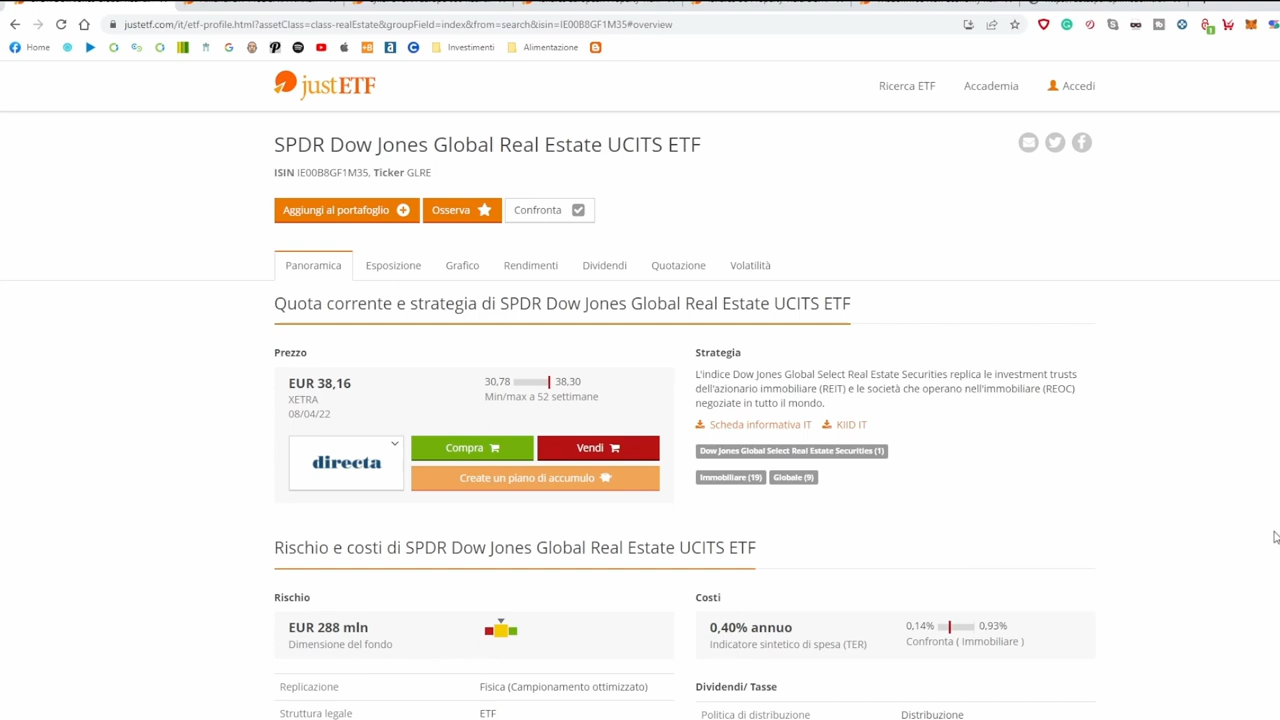 justetf.com/it/etf-profile.html?assetClass=class-realEstate&groupField=index&from=search&isin=IE00B8GF1M35#overview
Home
Investimenti
Alimentazione
justETF
Ricerca ETF
Accademia
Accedi
SPDR Dow Jones Global Real Estate UCITS ETF
ISIN IE00B8GF1M35, Ticker GLRE
Aggiungi al portafoglio
Osserva
Confronta
Panoramica
Esposizione
Grafico
Rendimenti
Dividendi
Quotazione
Volatilità
Quota corrente e strategia di SPDR Dow Jones Global Real Estate UCITS ETF
Prezzo
EUR 38,16
XETRA
08/04/22
30,78 38,30
Min/max a 52 settimane
directa
Compra
Vendi
Create un piano di accumulo
Strategia
L'indice Dow Jones Global Select Real Estate Securities replica le investment trusts
dell'azionario immobiliare (REIT) e le società che operano nell'immobiliare (REOC)
negoziate in tutto il mondo.
Scheda informativa IT
KIID IT
Dow Jones Global Select Real Estate Securities (1)
Immobiliare (19)
Globale (9)
Rischio e costi di SPDR Dow Jones Global Real Estate UCITS ETF
Rischio
EUR 288 mln
Dimensione del fondo
Replicazione Fisica (Campionamento ottimizzato)
Struttura legale ETF
Costi
0,40% annuo
Indicatore sintetico di spesa (TER)
0,14% 0,93%
Confronta ( Immobiliare )
Dividendi/ Tasse
Politica di distribuzione Distribuzione